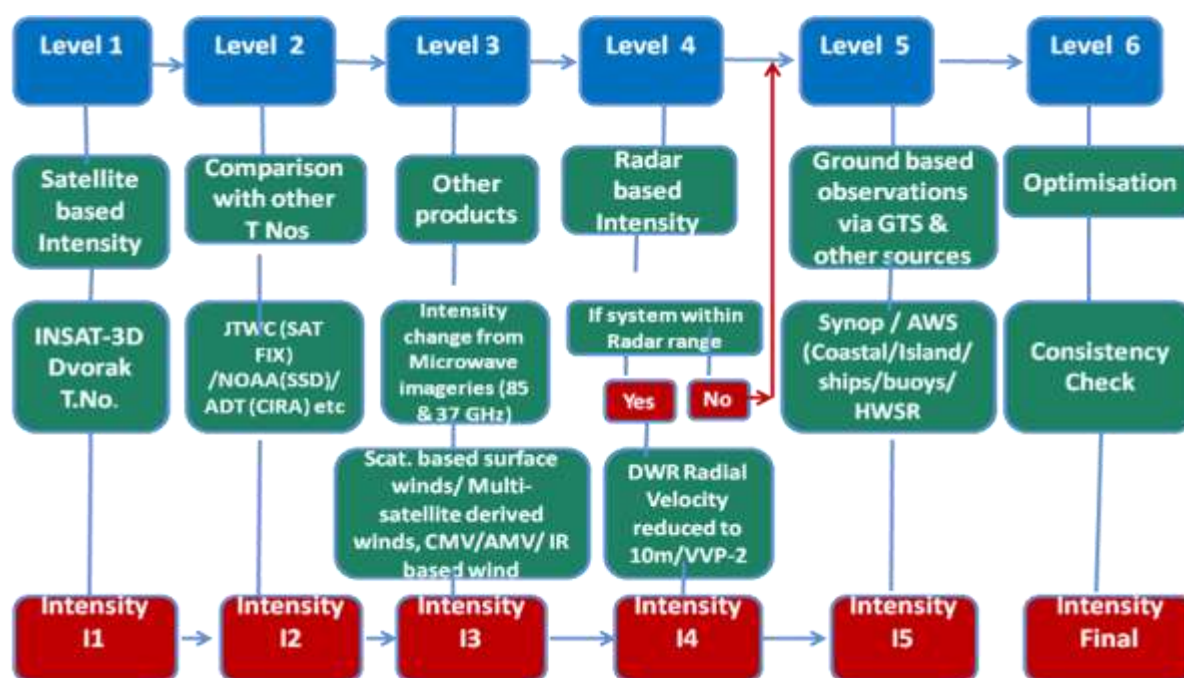 Level 1
Level 2
Level 3
Level 4
Level 5
Level 6
Satellite
based
Intensity
Comparison
with other
T Nos
Other
products
Radar
based
Intensity
Ground based
observations
via GTS &
other sources
Optimisation
INSAT-3D
Dvorak
T.No.
JTWC (SAT
FIX)
/NOAA(SSD)/
ADT (CIRA) etc
Intensity
change from
Microwave
imageries (85
& 37 GHz)
If system within
Radar range
Yes
No
Synop / AWS
(Coastal/Island/
ships/buoys/
HWSR
Consistency
Check
Scat. based surface
winds/ Multi-
satellite derived
winds, CMV/AMV/ IR
based wind
DWR Radial
Velocity
reduced to
10m/VVP-2
Intensity
I1
Intensity
I2
Intensity
I3
Intensity
I4
Intensity
I5
Intensity
Final